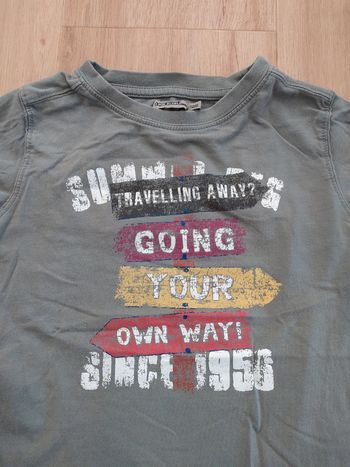 TRAVELLING AWAY?
GOING
YOUR
OWN WAY!
SINCE 1956